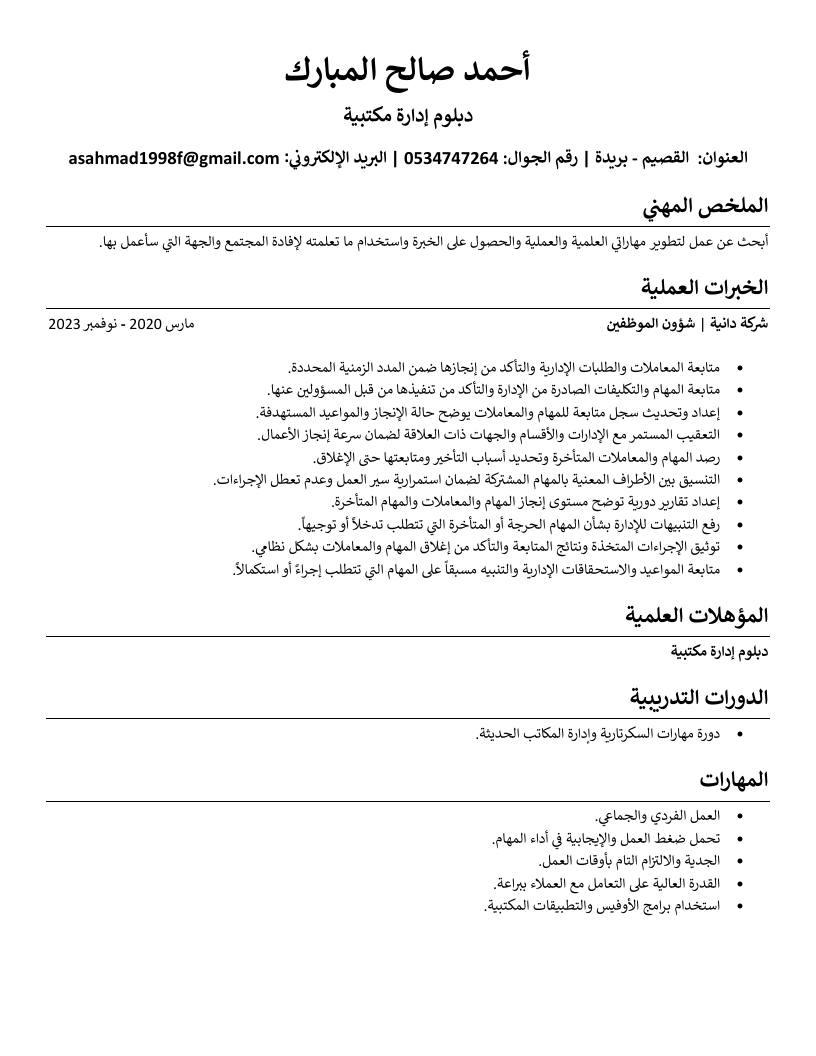 أحمد صالح المبارك
دبلوم إدارة مكتبية
العنوان: القصيم - بريدة | رقم الجوال: 0534747264 | البريد الإلكتروني: asahmad1998f@gmail.com
الملخص المهني
أبحث عن عمل لتطوير مهاراتي العلمية والعملية والحصول على الخبرة واستخدام ما تعلمته لإفادة المجتمع والجهة التي سأعمل بها.
الخبرات العملية
شركة دانية | شؤون الموظفين مارس 2020 - نوفمبر 2023
• متابعة المعاملات والطلبات الإدارية والتأكد من إنجازها ضمن المدد الزمنية المحددة.
• متابعة المهام والتكليفات الصادرة من الإدارة والتأكد من تنفيذها من قبل المسؤولين عنها.
• إعداد وتحديث سجل متابعة للمهام والمعاملات يوضح حالة الإنجاز والمواعيد المستهدفة.
• التعقيب المستمر مع الإدارات والأقسام والجهات ذات العلاقة لضمان سرعة إنجاز الأعمال.
• رصد المهام والمعاملات المتأخرة وتحديد أسباب التأخير ومتابعتها حتى الإغلاق.
• التنسيق بين الأطراف المعنية بالمهام المشتركة لضمان استمرارية سير العمل وعدم تعطل الإجراءات.
• إعداد تقارير دورية توضح مستوى إنجاز المهام والمعاملات والمهام المتأخرة.
• رفع التنبيهات للإدارة بشأن المهام الحرجة أو المتأخرة التي تتطلب تدخلاً أو توجيهاً.
• توثيق الإجراءات المتخذة ونتائج المتابعة والتأكد من إغلاق المهام والمعاملات بشكل نظامي.
• متابعة المواعيد والاستحقاقات الإدارية والتنبيه مسبقاً على المهام التي تتطلب إجراءً أو استكمالاً.
المؤهلات العلمية
دبلوم إدارة مكتبية
الدورات التدريبية
• دورة مهارات السكرتارية وإدارة المكاتب الحديثة.
المهارات
• العمل الفردي والجماعي.
• تحمل ضغط العمل والإيجابية في أداء المهام.
• الجدية والالتزام التام بأوقات العمل.
• القدرة العالية على التعامل مع العملاء ببراعة.
• استخدام برامج الأوفيس والتطبيقات المكتبية.